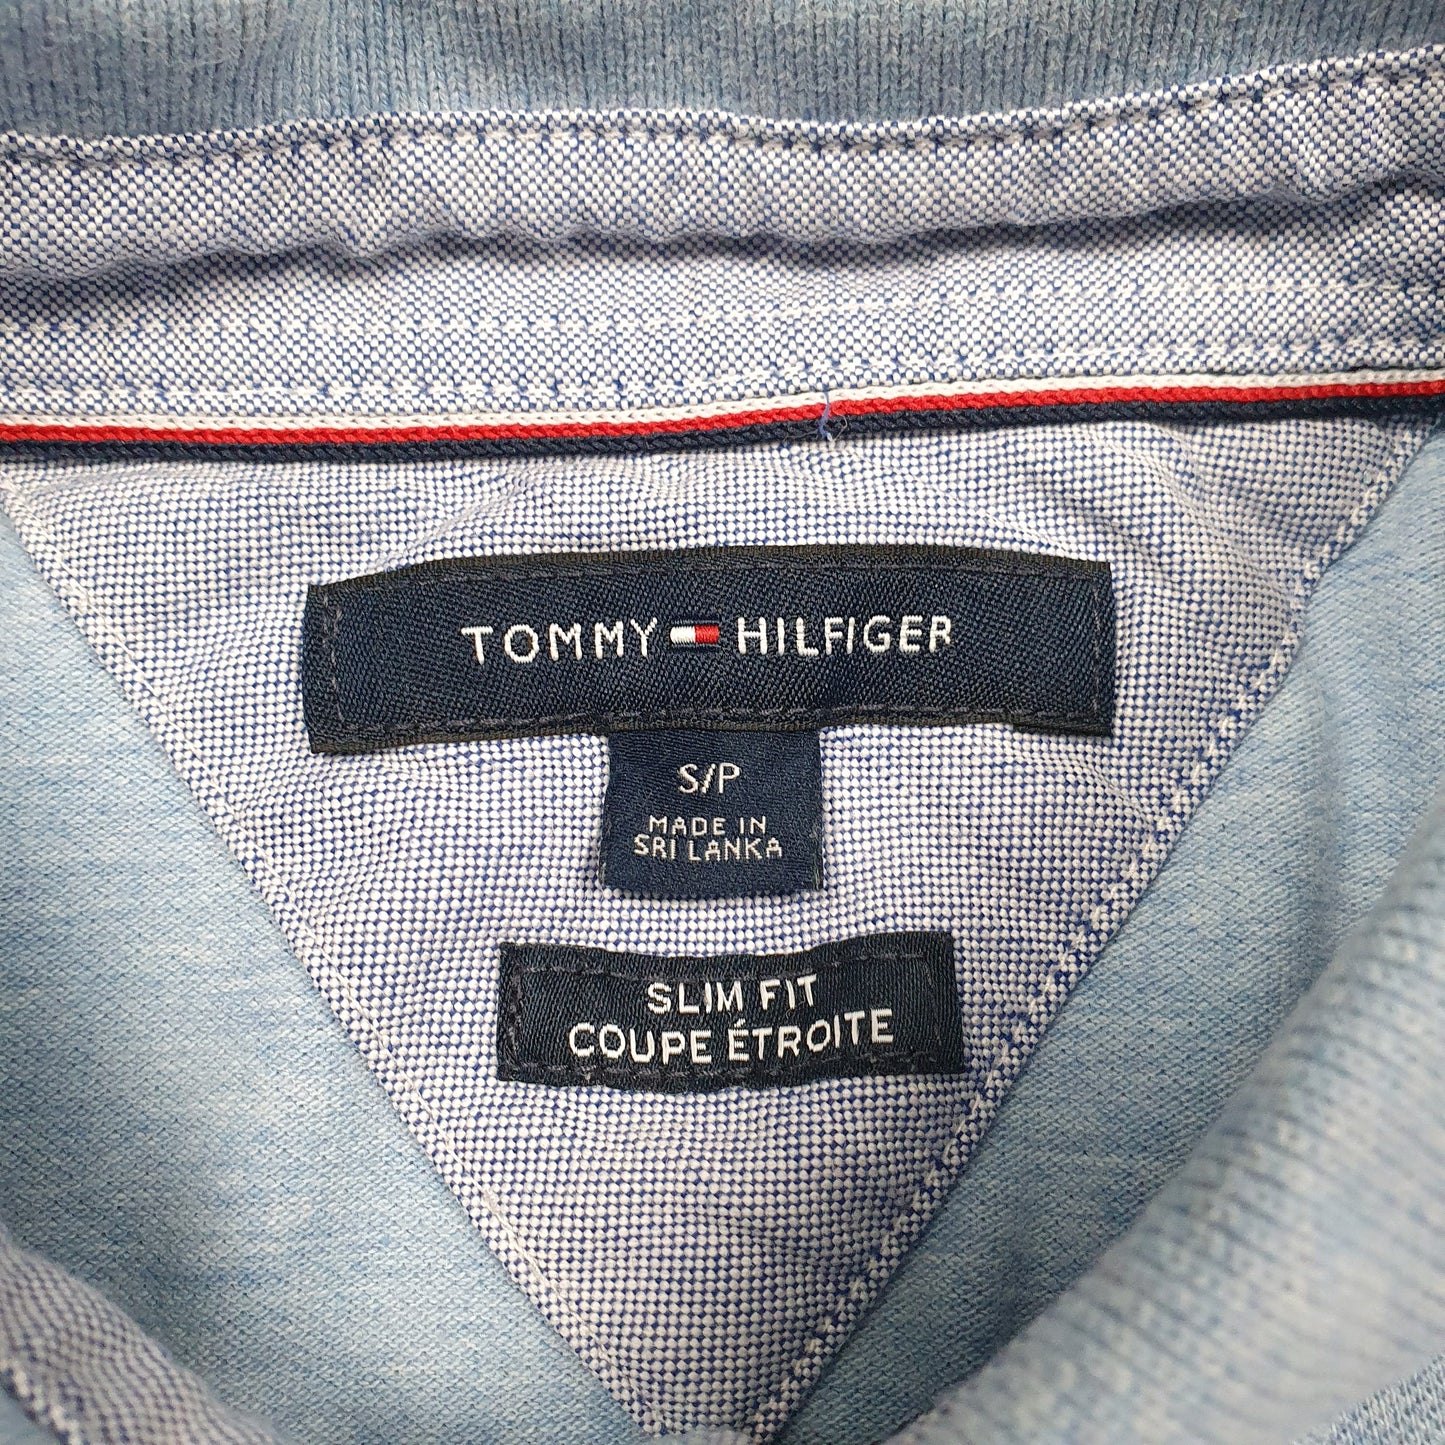 TOMMY HILFIGER
S/P
MADE IN
SRI LANKA
SLIM FIT
COUPE ÉTROITE